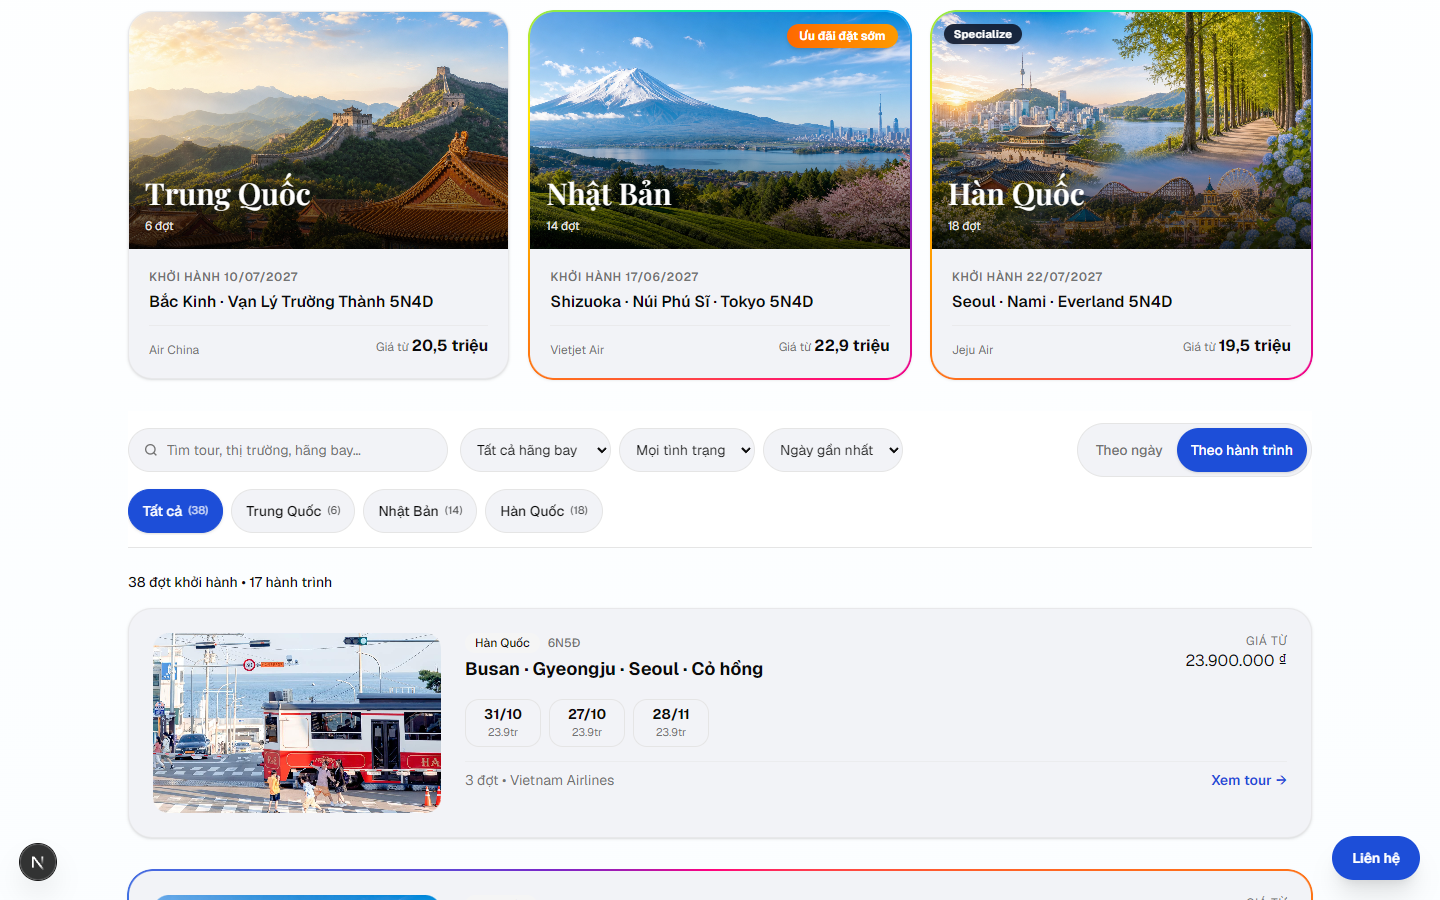 Trung Quốc
6 đợt
KHỞI HÀNH 10/07/2027
Bắc Kinh · Vạn Lý Trường Thành 5N4D
Air China
Giá từ 20,5 triệu
Ưu đãi đặt sớm
Nhật Bản
14 đợt
KHỞI HÀNH 17/06/2027
Shizuoka · Núi Phú Sĩ · Tokyo 5N4D
Vietjet Air
Giá từ 22,9 triệu
Specialize
Hàn Quốc
18 đợt
KHỞI HÀNH 22/07/2027
Seoul · Nami · Everland 5N4D
Jeju Air
Giá từ 19,5 triệu
Tìm tour, thị trường, hãng bay...
Tất cả hãng bay
Mọi tình trạng
Ngày gần nhất
Theo ngày
Theo hành trình
Tất cả (38)
Trung Quốc (6)
Nhật Bản (14)
Hàn Quốc (18)
38 đợt khởi hành • 17 hành trình
Hàn Quốc 6N5Đ
Busan · Gyeongju · Seoul · Cỏ hồng
GIÁ TỪ
23.900.000 ₫
31/10
23.9tr
27/10
23.9tr
28/11
23.9tr
3 đợt • Vietnam Airlines
Xem tour →
N
Liên hệ